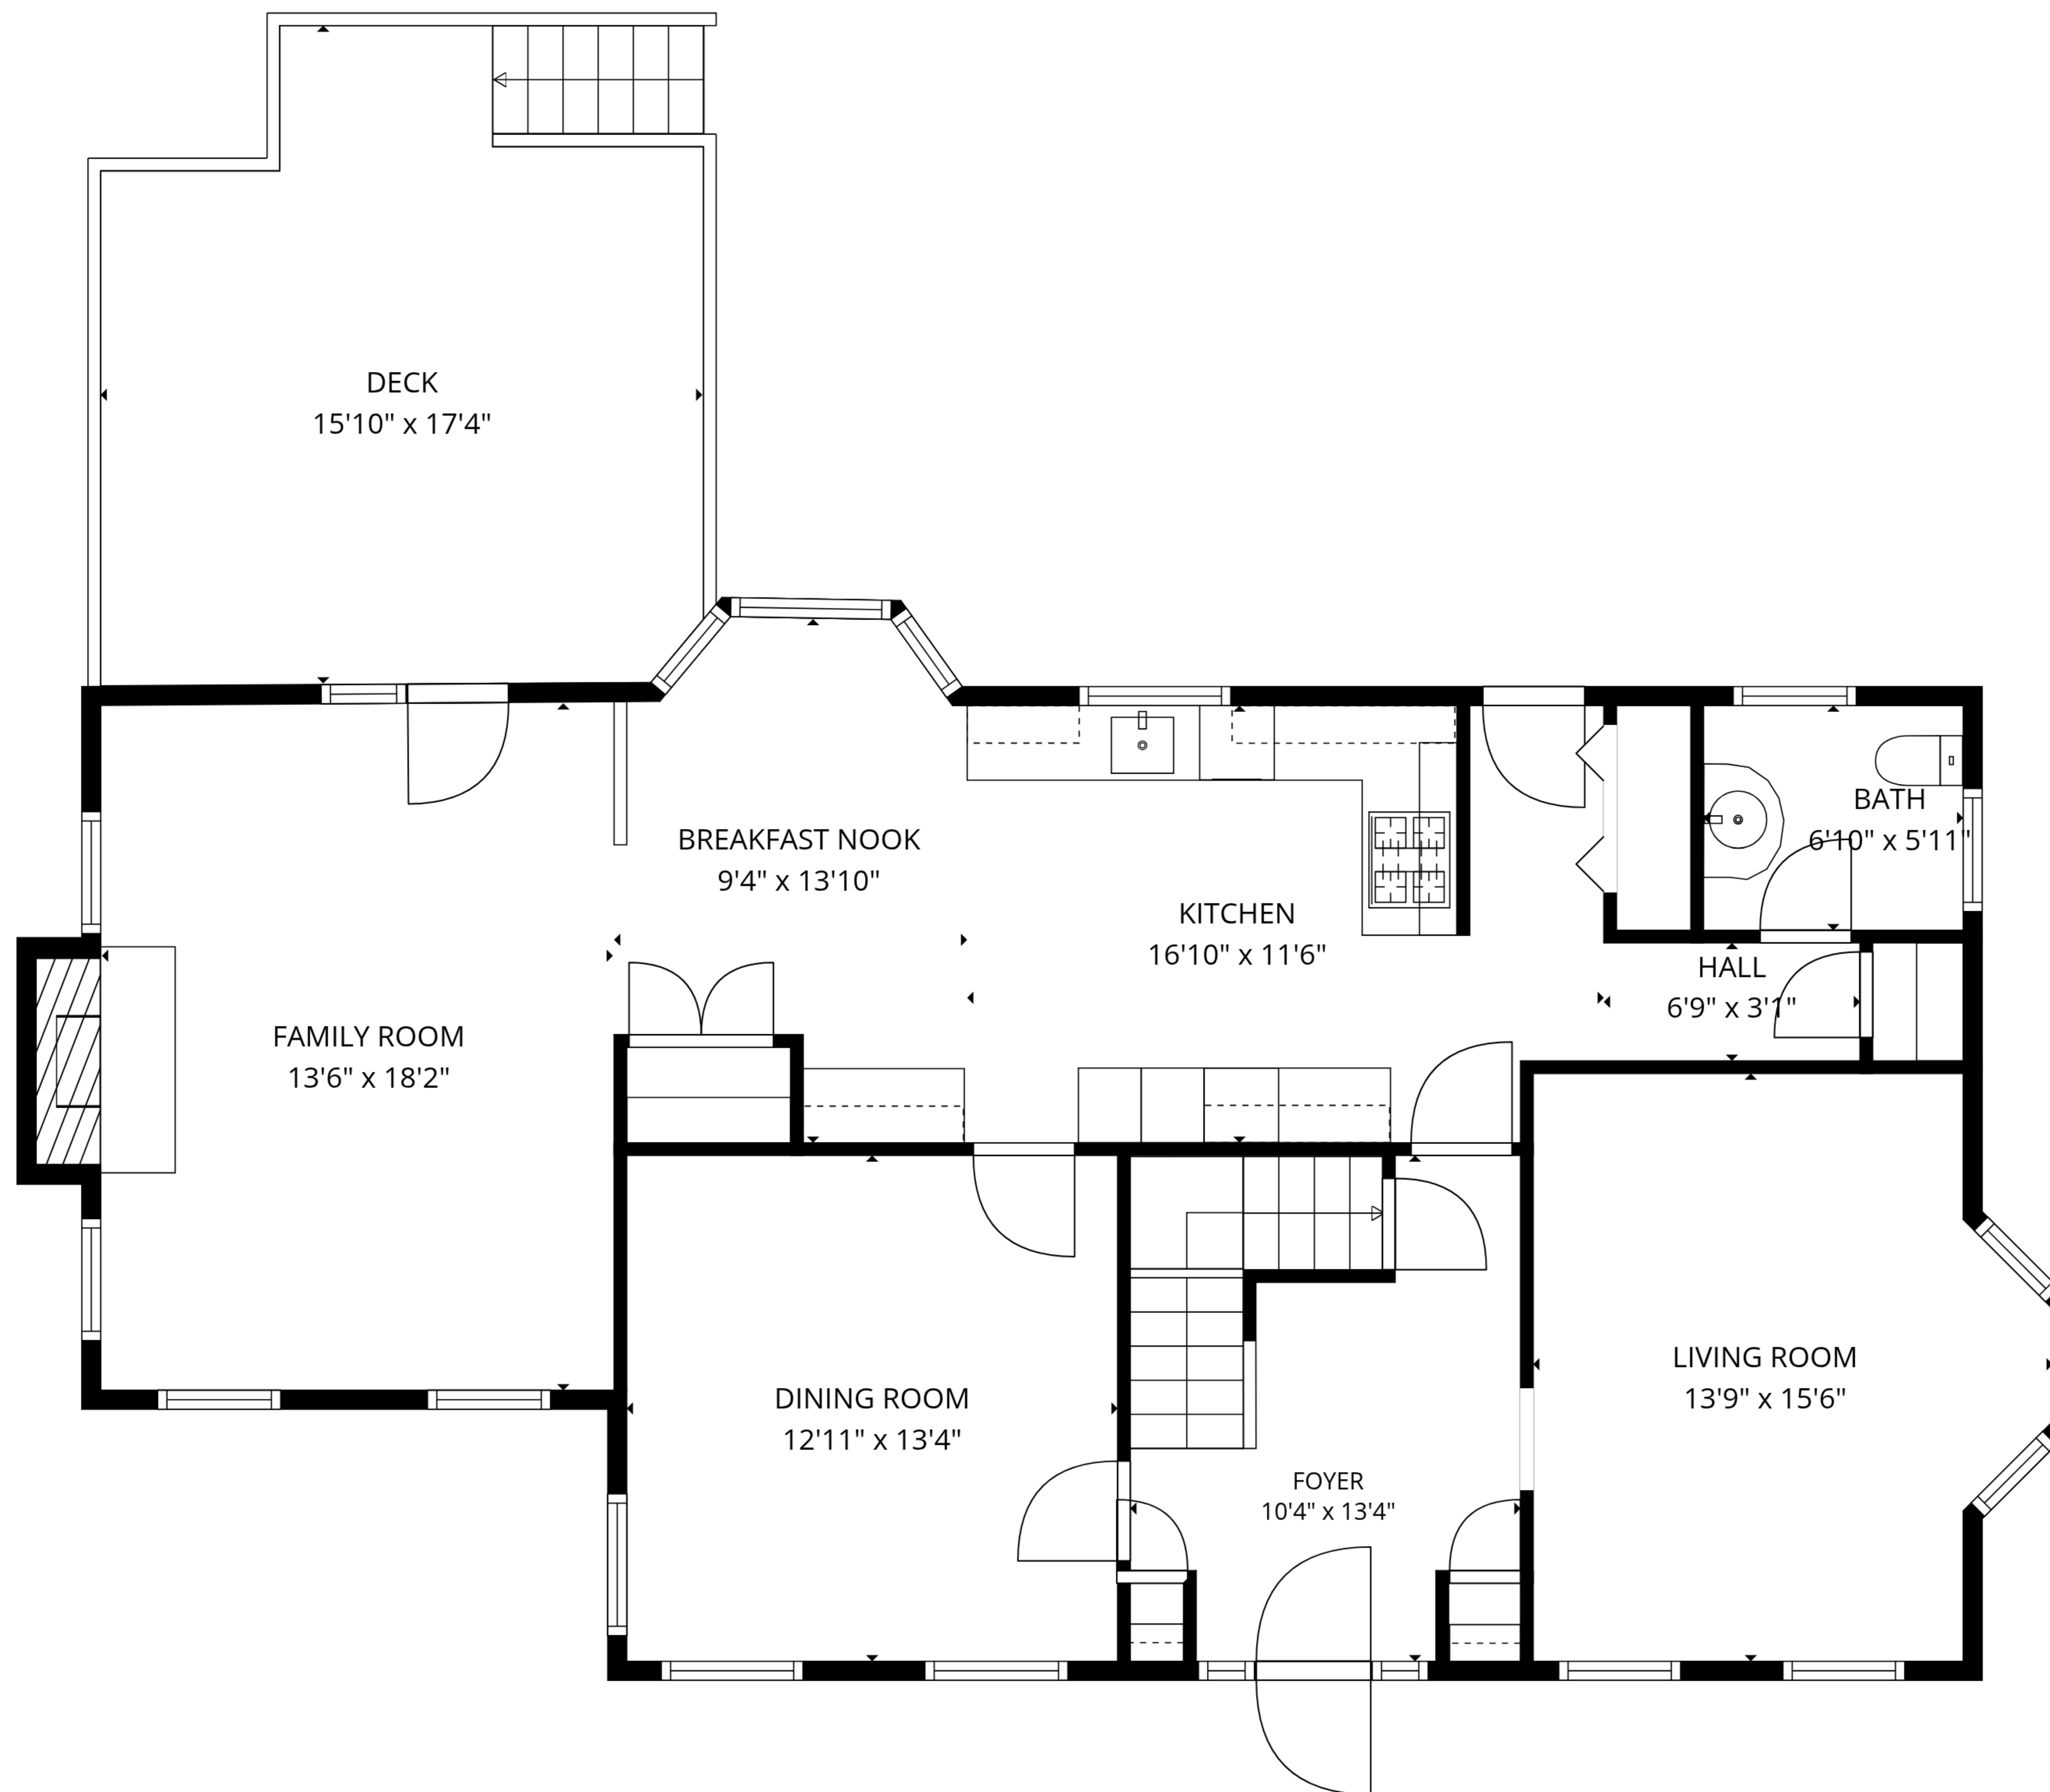 DECK
15'10" x 17'4"
BREAKFAST NOOK
9'4" x 13'10"
KITCHEN
16'10" x 11'6"
BATH
6'10" x 5'11"
HALL
6'9" x 3'1"
FAMILY ROOM
13'6" x 18'2"
DINING ROOM
12'11" x 13'4"
FOYER
10'4" x 13'4"
LIVING ROOM
13'9" x 15'6"